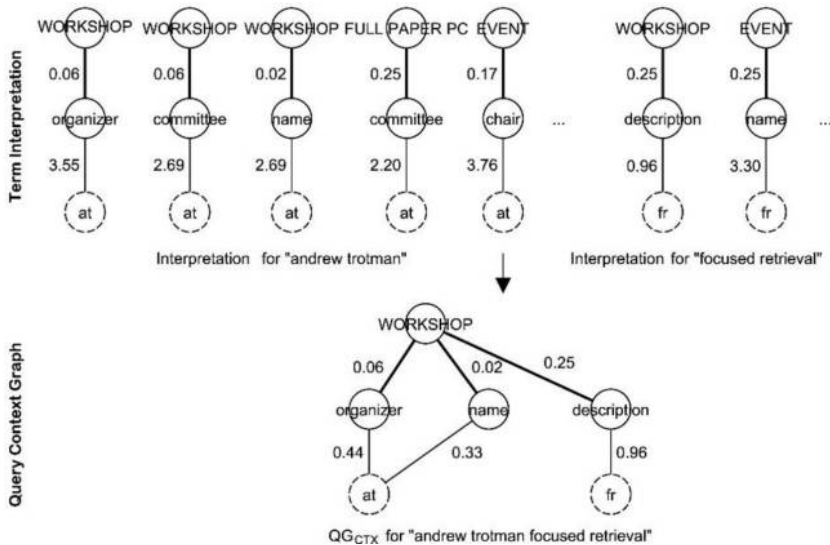 Term Interpretation
WORKSHOP WORKSHOP WORKSHOP FULL PAPER PC EVENT WORKSHOP EVENT
0.06 0.06 0.02 0.25 0.17 0.25 0.25
organizer committee name committee chair ... description name ...
3.55 2.69 2.69 2.20 3.76 0.96 3.30
at at at at at fr fr
Interpretation for "andrew trotman" Interpretation for "focused retrieval"
Query Context Graph
WORKSHOP
0.06 0.02 0.25
organizer name description
0.44 0.33 0.96
at fr
QG_CTX for "andrew trotman focused retrieval"